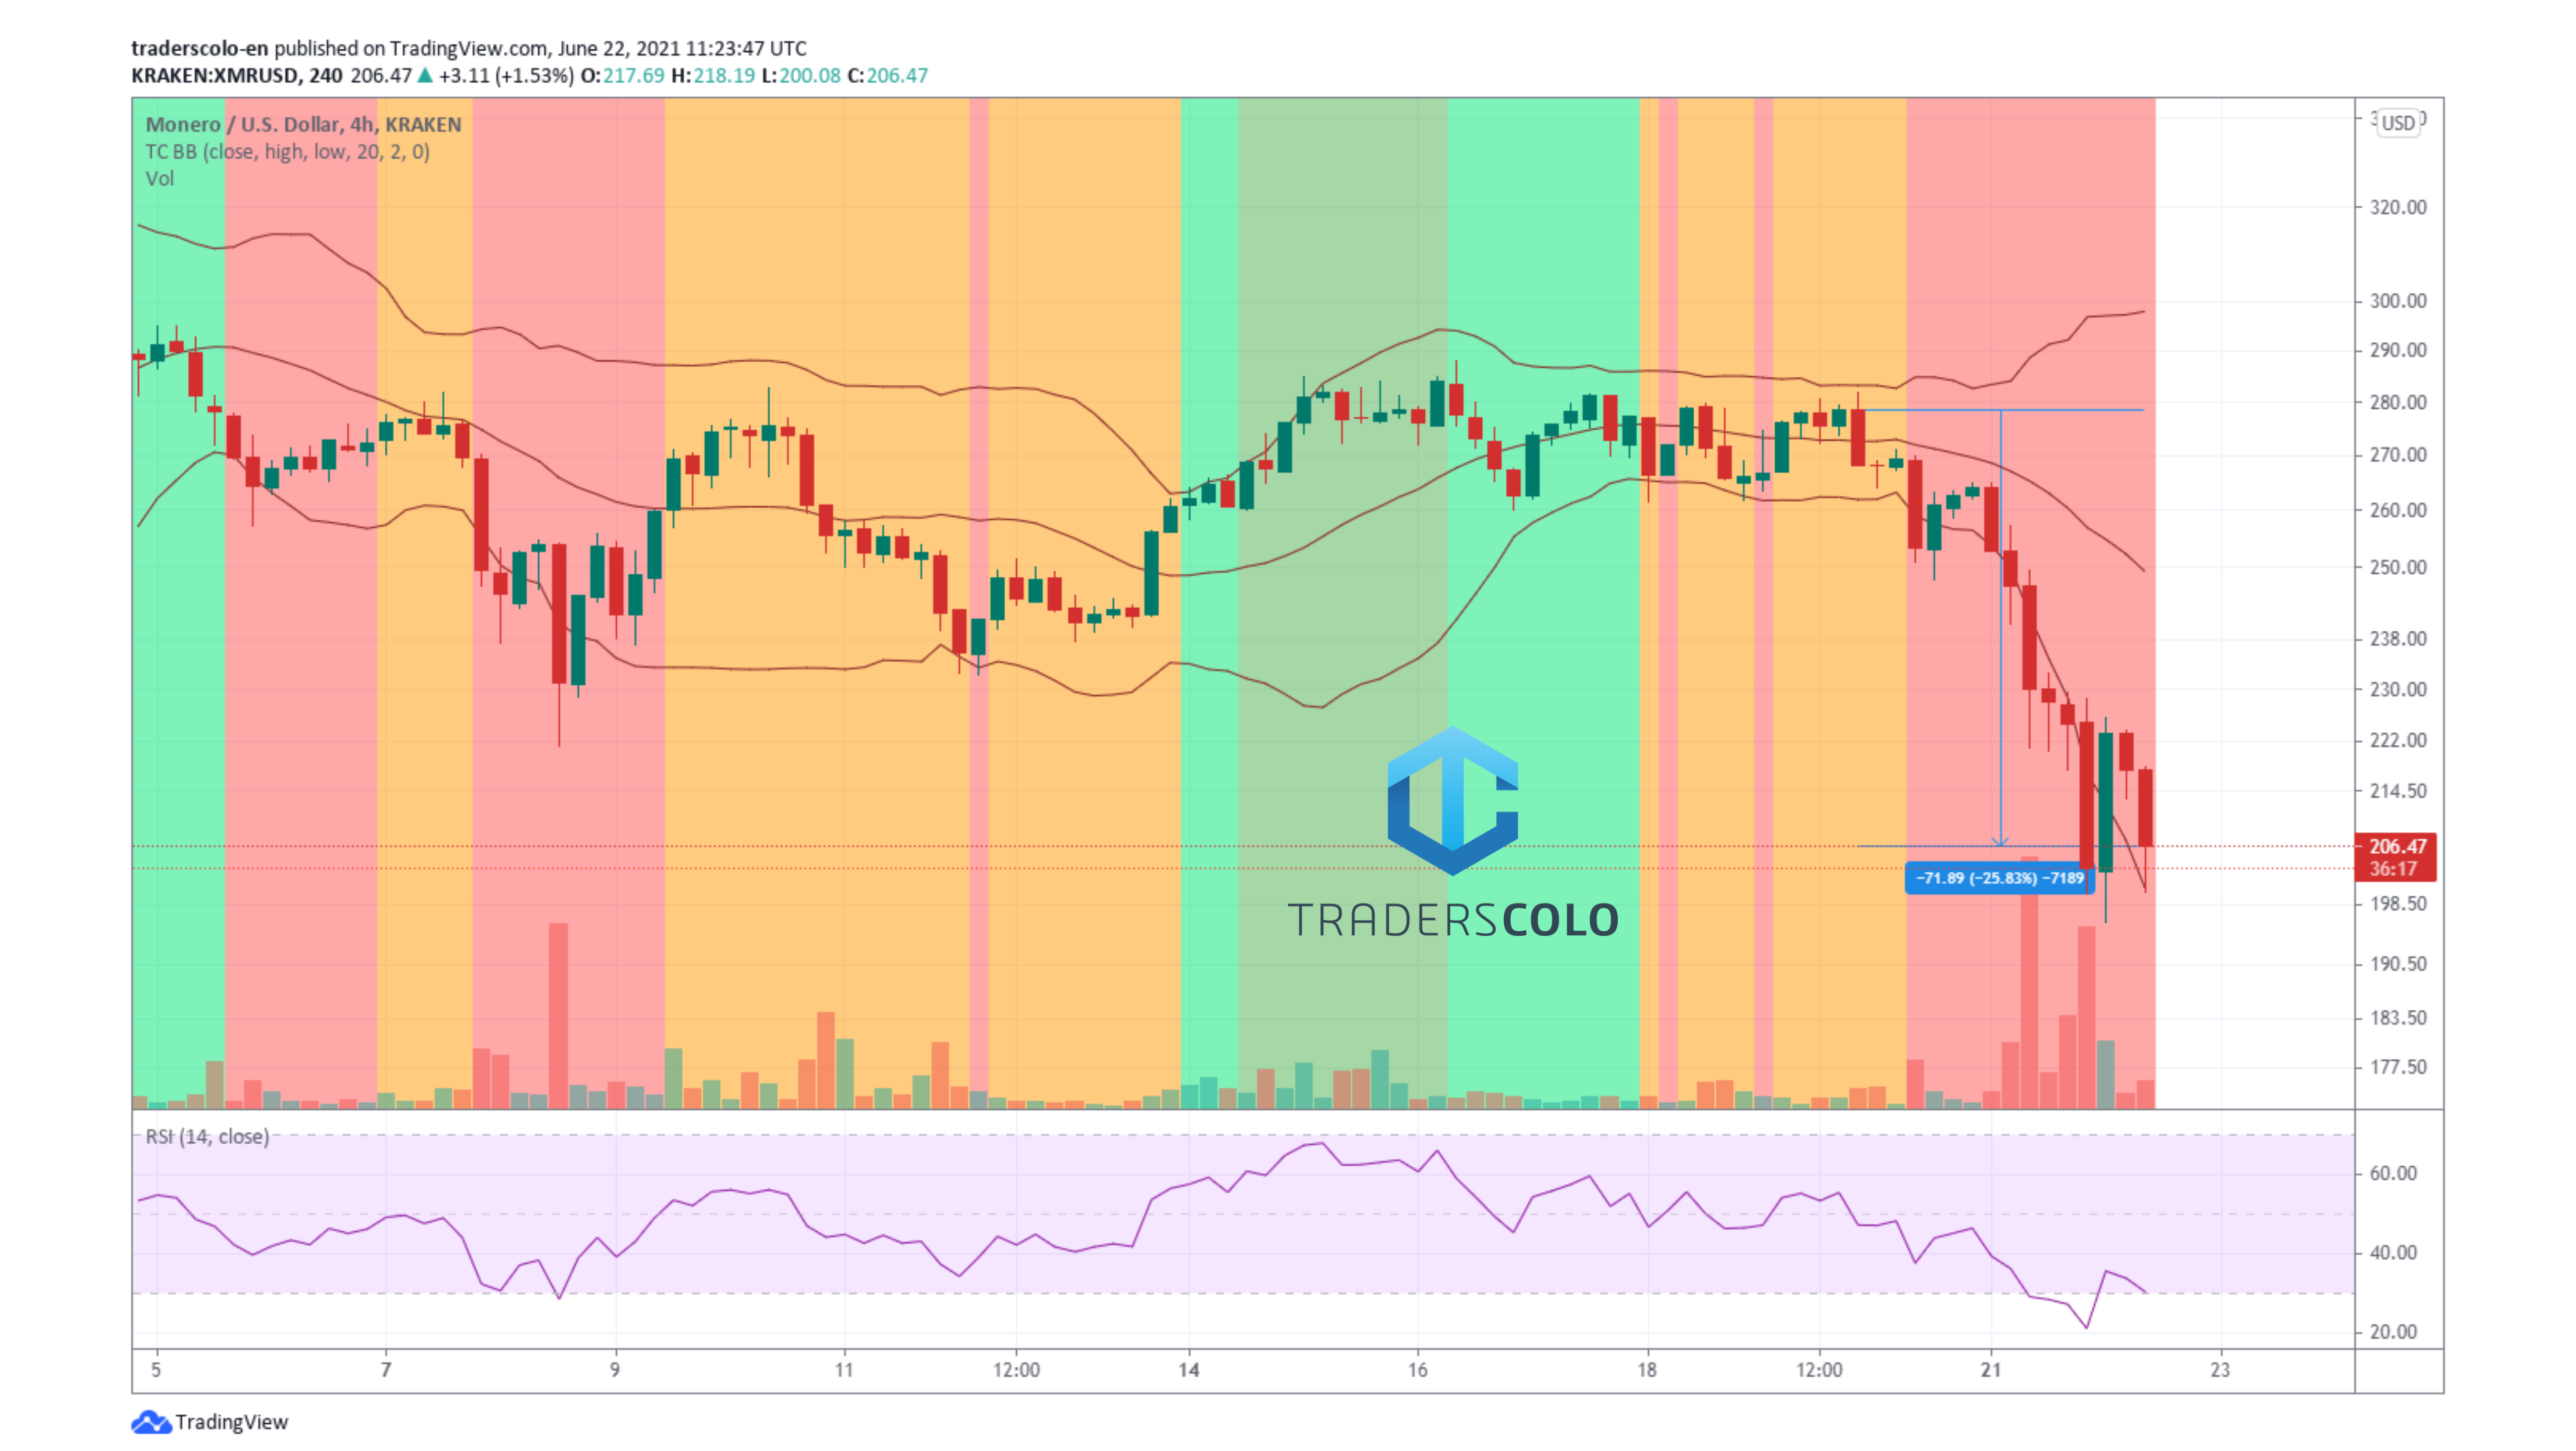 traderscolo-en published on TradingView.com, June 22, 2021 11:23:47 UTC
KRAKEN:XMRUSD, 240 206.47 ▲ +3.11 (+1.53%) O:217.69 H:218.19 L:200.08 C:206.47
Monero / U.S. Dollar, 4h, KRAKEN
TC BB (close, high, low, 20, 2, 0)
Vol
USD
320.00
300.00
290.00
280.00
270.00
260.00
250.00
238.00
230.00
222.00
214.50
206.47
36:17
−71.89 (−25.83%) −7189
198.50
TRADERSCOLO
190.50
183.50
177.50
RSI (14, close)
60.00
40.00
20.00
5 7 9 11 12:00 14 16 18 12:00 21 23
TradingView